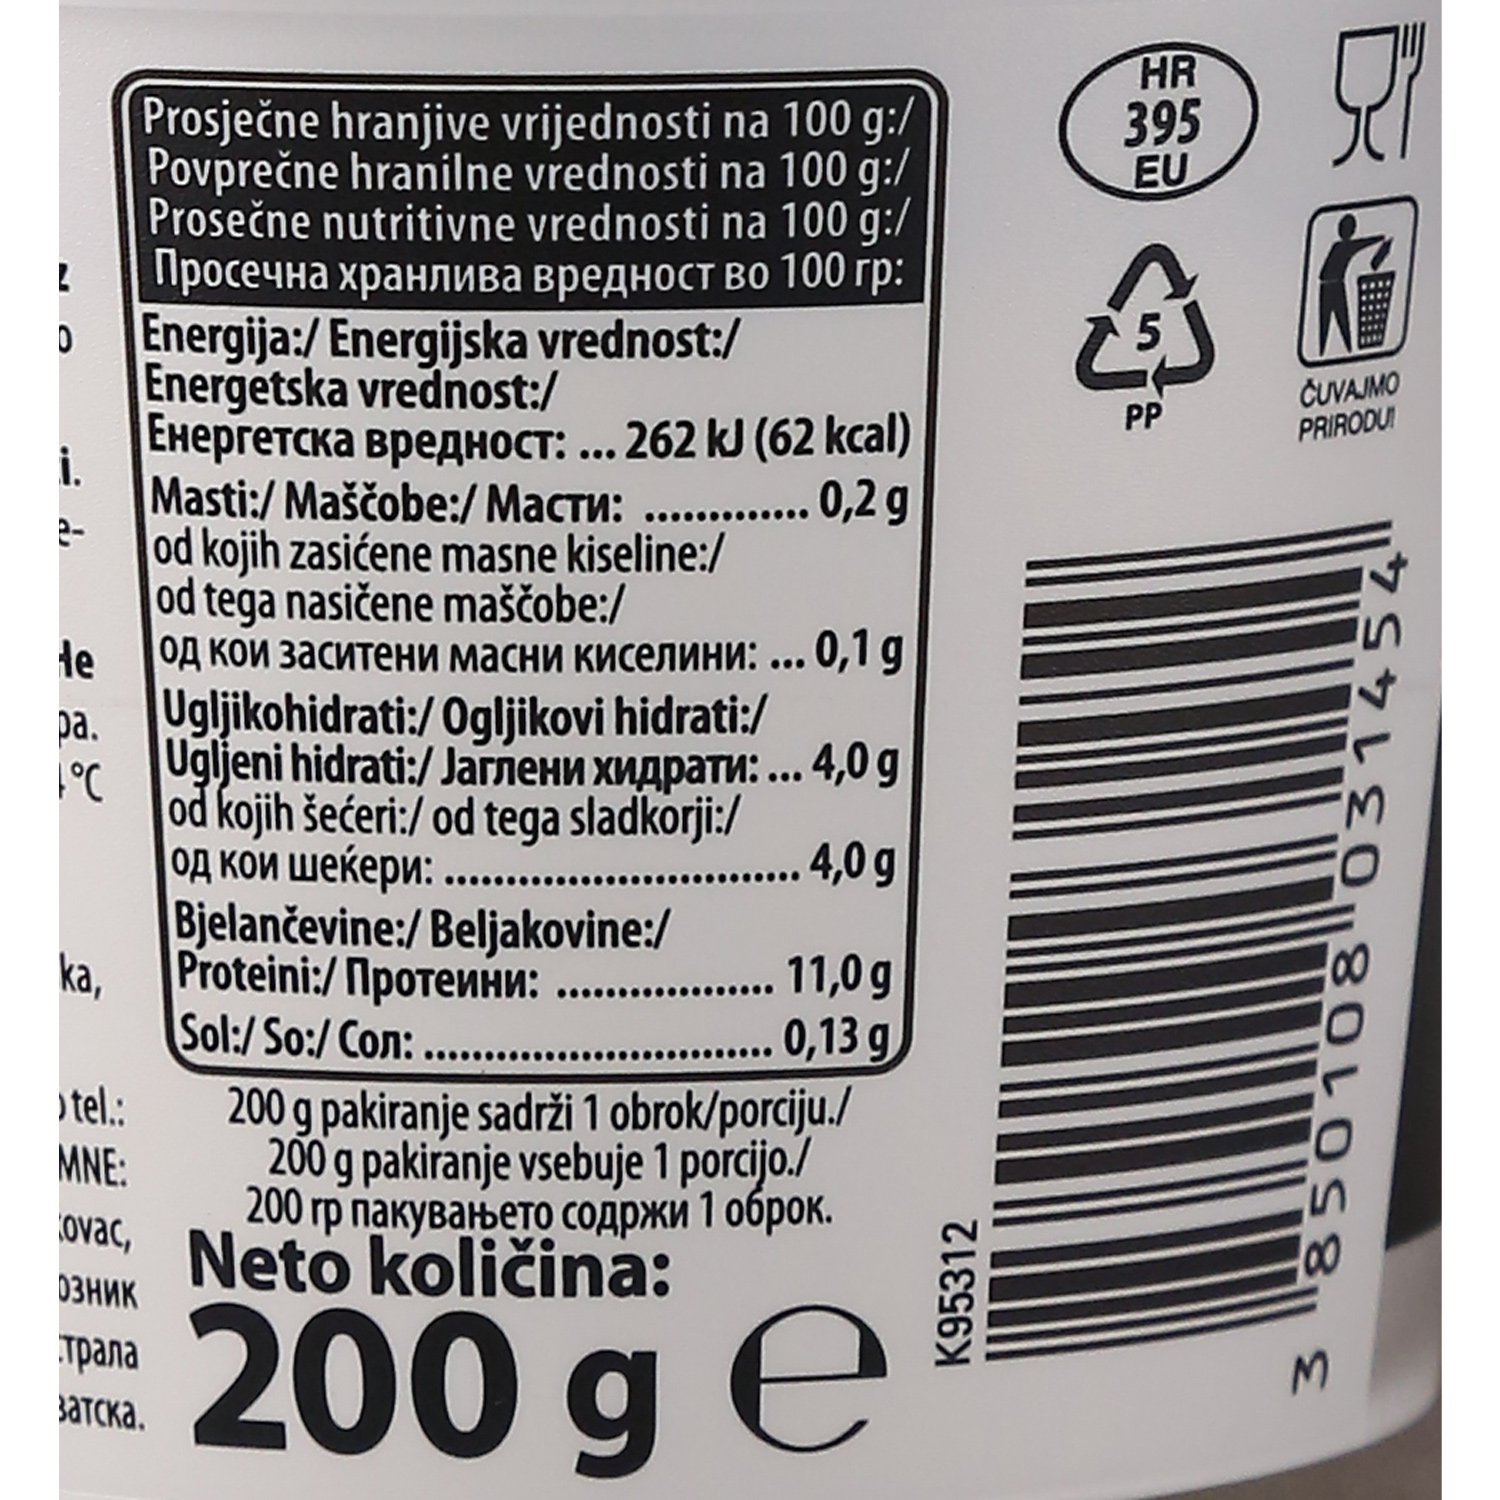 Prosječne hranjive vrijednosti na 100 g:/
Povprečne hranilne vrednosti na 100 g:/
Prosečne nutritivne vrednosti na 100 g:/
Просечна хранлива вредност во 100 гр:
Energija:/ Energijska vrednost:/
Energetska vrednost:/
Енергетска вредност: ... 262 kJ (62 kcal)
Masti:/ Maščobe:/ Масти: .............. 0,2 g
od kojih zasićene masne kiseline:/
od tega nasičene maščobe:/
од кои заситени масни киселини: ... 0,1 g
Ugljikohidrati:/ Ogljikovi hidrati:/
Ugljeni hidrati:/ Јаглени хидрати: ... 4,0 g
od kojih šećeri:/ od tega sladkorji:/
од кои шеќери: .............................. 4,0 g
Bjelančevine:/ Beljakovine:/
Proteini:/ Протеини: .................. 11,0 g
Sol:/ So:/ Сол: ............................. 0,13 g
200 g pakiranje sadrži 1 obrok/porciju./
200 g pakiranje vsebuje 1 porcijo./
200 гр пакувањето содржи 1 оброк.
Neto količina:
200 g e
HR
395
EU
5
PP
ČUVAJMO
PRIRODU!
K95312
3 850108 031454
i.
°C
ka,
tel.:
MNE: